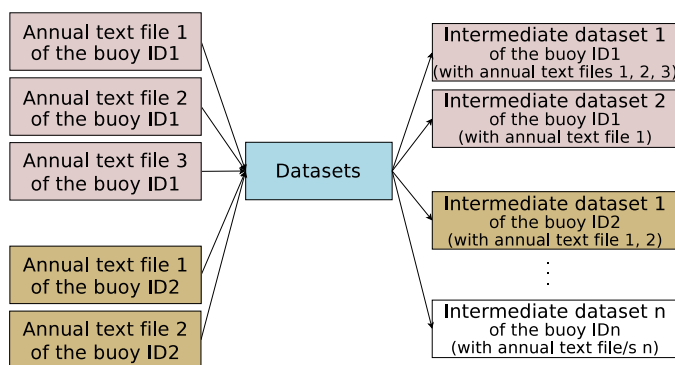 Annual text file 1
of the buoy ID1
Annual text file 2
of the buoy ID1
Annual text file 3
of the buoy ID1
Annual text file 1
of the buoy ID2
Annual text file 2
of the buoy ID2
Datasets
Intermediate dataset 1
of the buoy ID1
(with annual text files 1, 2, 3)
Intermediate dataset 2
of the buoy ID1
(with annual text file 1)
Intermediate dataset 1
of the buoy ID2
(with annual text file 1, 2)
⋮
Intermediate dataset n
of the buoy IDn
(with annual text file/s n)